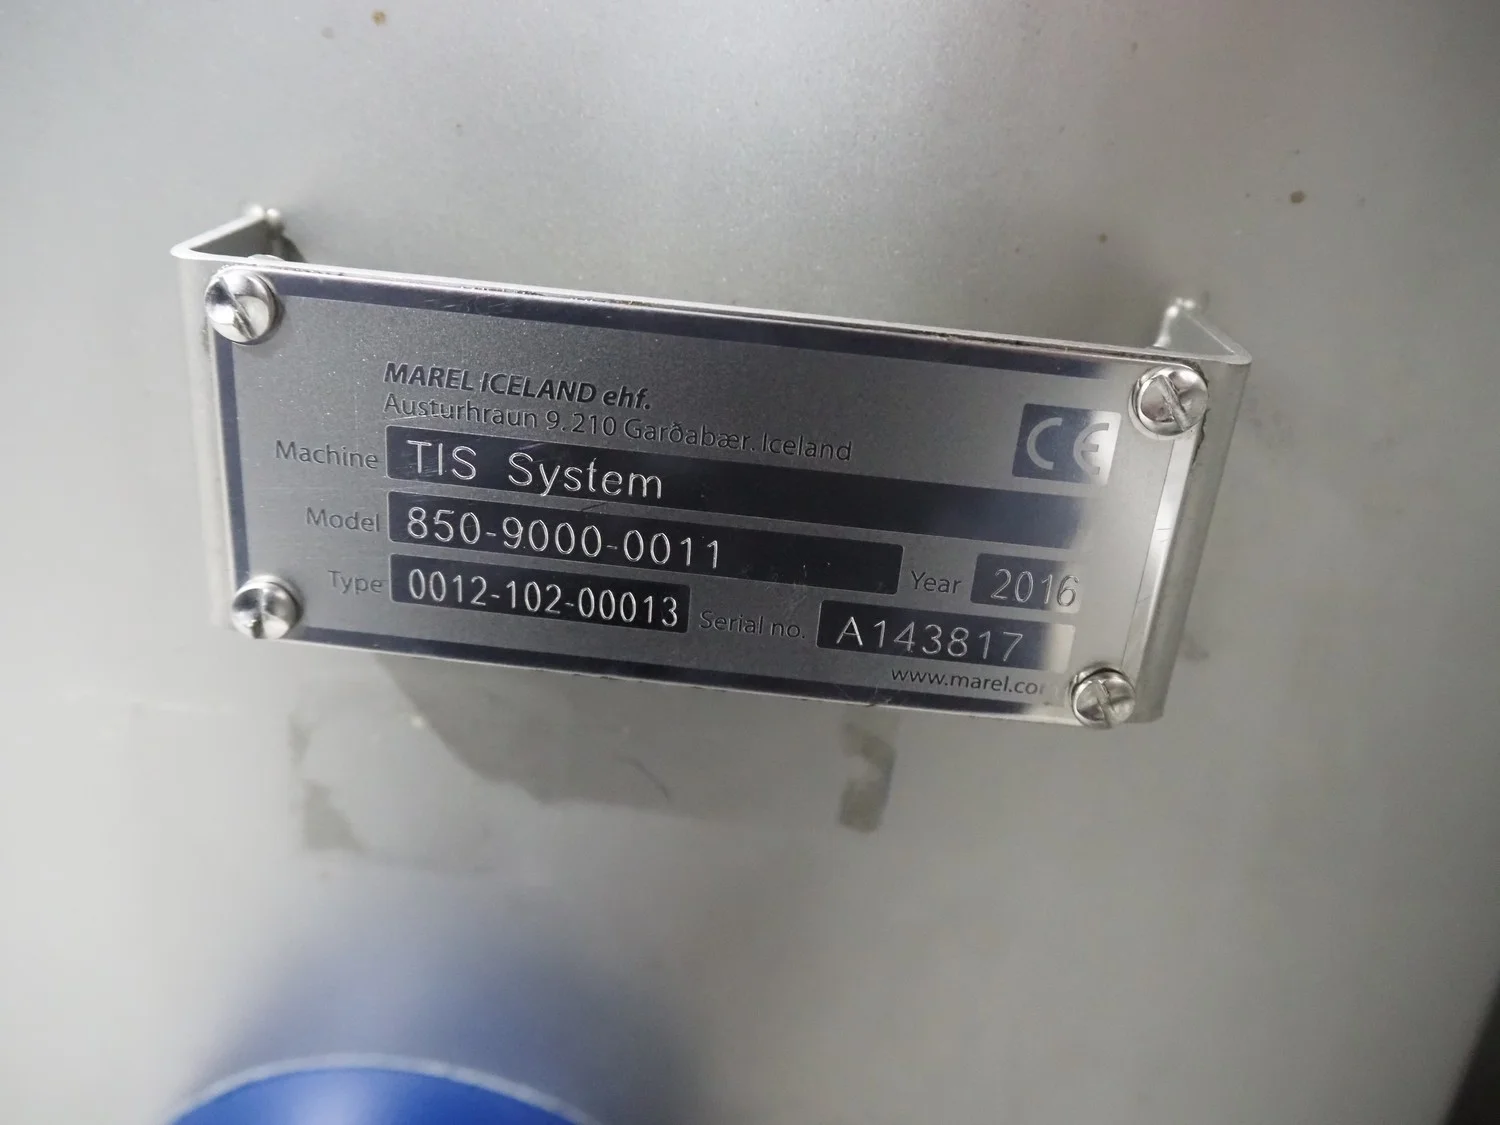 MAREL ICELAND ehf.
Austurhraun 9. 210 Garðabær. Iceland
CE
Machine TIS System
Model 850-9000-0011
Year 2016
Type 0012-102-00013
Serial no. A143817
www.marel.com